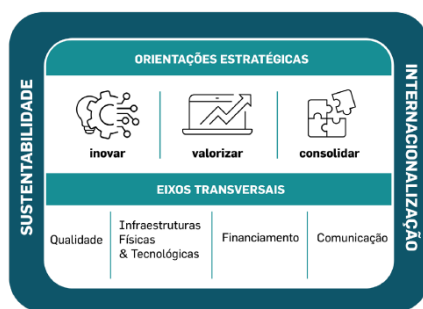 SUSTENTABILIDADE
ORIENTAÇÕES ESTRATÉGICAS
inovar
valorizar
consolidar
EIXOS TRANSVERSAIS
Qualidade
Infraestruturas
Físicas
& Tecnológicas
Financiamento
Comunicação
INTERNACIONALIZAÇÃO